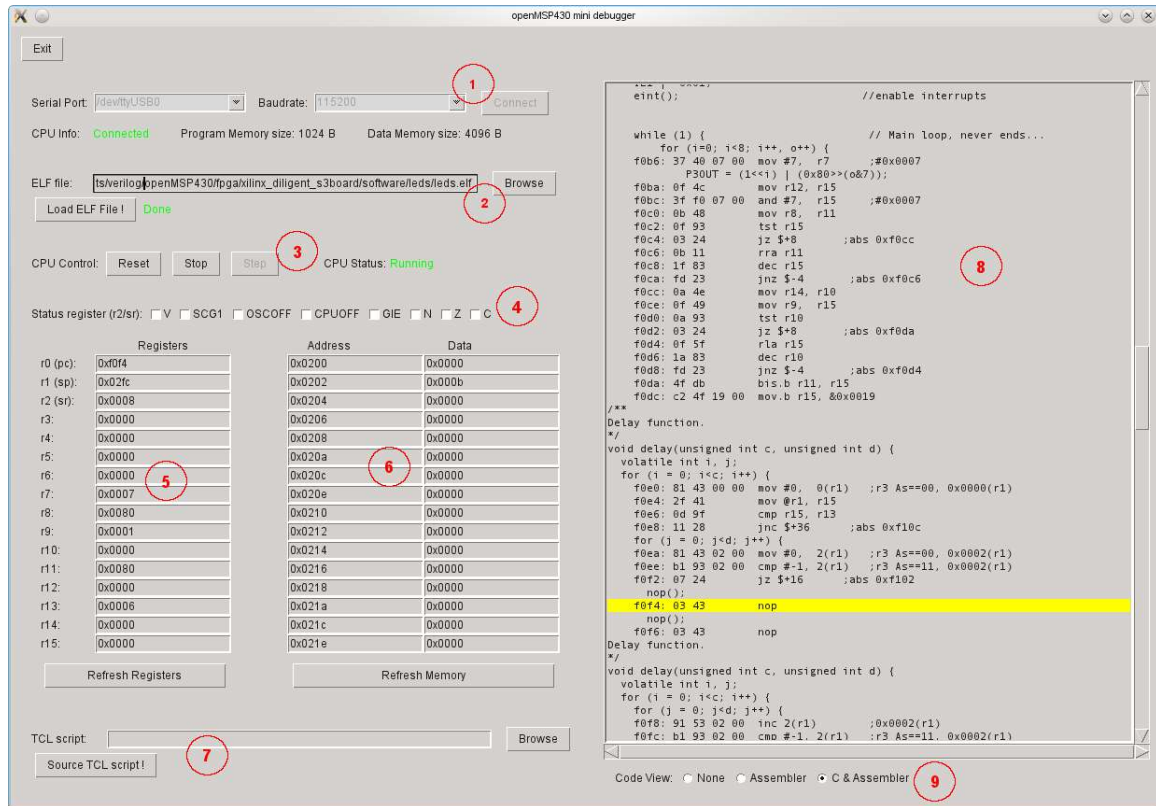 openMSP430 mini debugger
Exit
1
Serial Port: /dev/ttyUSB0 Baudrate: 115200 Connect
CPU Info: Connected Program Memory size: 1024 B Data Memory size: 4096 B
ELF file: ts/verilog/openMSP430/fpga/xilinx_diligent_s3board/software/leds/leds.elf Browse
2
Load ELF File ! Done
3
CPU Control: Reset Stop Step CPU Status: Running
4
Status register (r2/sr): V SCG1 OSCOFF CPUOFF GIE N Z C
Registers Address Data
r0 (pc): 0xf0f4 0x0200 0x0000
r1 (sp): 0x02fc 0x0202 0x000b
r2 (sr): 0x0008 0x0204 0x0000
r3: 0x0000 0x0206 0x0000
r4: 0x0000 0x0208 0x0000
r5: 0x0000 0x020a 0x0000
r6: 0x0000 0x020c 0x0000
5 6
r7: 0x0007 0x020e 0x0000
r8: 0x0080 0x0210 0x0000
r9: 0x0001 0x0212 0x0000
r10: 0x0000 0x0214 0x0000
r11: 0x0080 0x0216 0x0000
r12: 0x0000 0x0218 0x0000
r13: 0x0006 0x021a 0x0000
r14: 0x0000 0x021c 0x0000
r15: 0x0000 0x021e 0x0000
Refresh Registers Refresh Memory
TCL script: Browse
7
Source TCL script !
eint(); //enable interrupts
while (1) { // Main loop, never ends...
for (i=0; i<8; i++, o++) {
f0b6: 37 40 07 00 mov #7, r7 ;#0x0007
P3OUT = (1<<i) | (0x80>>(o&7));
f0ba: 0f 4c mov r12, r15
f0bc: 3f f0 07 00 and #7, r15 ;#0x0007
f0c0: 0b 48 mov r8, r11
f0c2: 0f 93 tst r15
f0c4: 03 24 jz $+8 ;abs 0xf0cc
f0c6: 0b 11 rra r11
8
f0c8: 1f 83 dec r15
f0ca: fd 23 jnz $-4 ;abs 0xf0c6
f0cc: 0a 4e mov r14, r10
f0ce: 0f 49 mov r9, r15
f0d0: 0a 93 tst r10
f0d2: 03 24 jz $+8 ;abs 0xf0da
f0d4: 0f 5f rla r15
f0d6: 1a 83 dec r10
f0d8: fd 23 jnz $-4 ;abs 0xf0d4
f0da: 4f db bis.b r11, r15
f0dc: c2 4f 19 00 mov.b r15, &0x0019
/**
Delay function.
*/
void delay(unsigned int c, unsigned int d) {
volatile int i, j;
for (i = 0; i<c; i++) {
f0e0: 81 43 00 00 mov #0, 0(r1) ;r3 As==00, 0x0000(r1)
f0e4: 2f 41 mov @r1, r15
f0e6: 0d 9f cmp r15, r13
f0e8: 11 28 jnc $+36 ;abs 0xf10c
for (j = 0; j<d; j++) {
f0ea: 81 43 02 00 mov #0, 2(r1) ;r3 As==00, 0x0002(r1)
f0ee: b1 93 02 00 cmp #-1, 2(r1) ;r3 As==11, 0x0002(r1)
f0f2: 07 24 jz $+16 ;abs 0xf102
nop();
f0f4: 03 43 nop
nop();
f0f6: 03 43 nop
Delay function.
*/
void delay(unsigned int c, unsigned int d) {
volatile int i, j;
for (i = 0; i<c; i++) {
for (j = 0; j<d; j++) {
f0f8: 91 53 02 00 inc 2(r1) ;0x0002(r1)
f0fc: b1 93 02 00 cmp #-1, 2(r1) ;r3 As==11, 0x0002(r1)
Code View: None Assembler C & Assembler
9